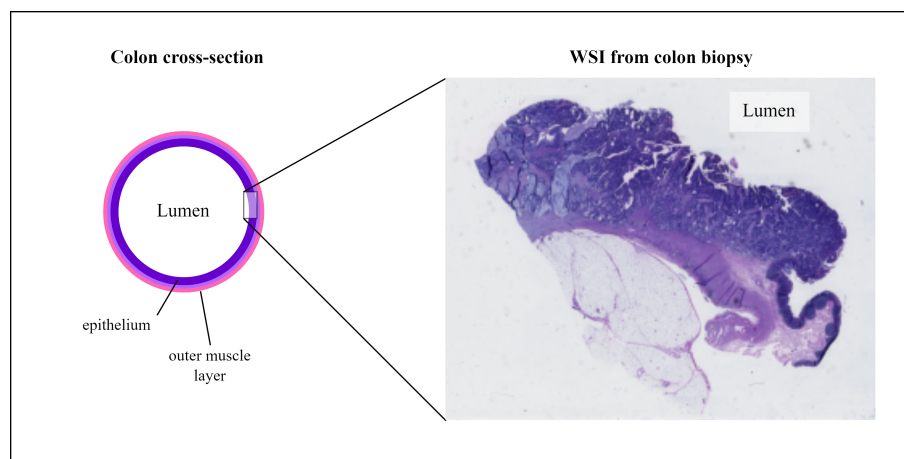 Colon cross-section
WSI from colon biopsy
Lumen
Lumen
epithelium
outer muscle
layer